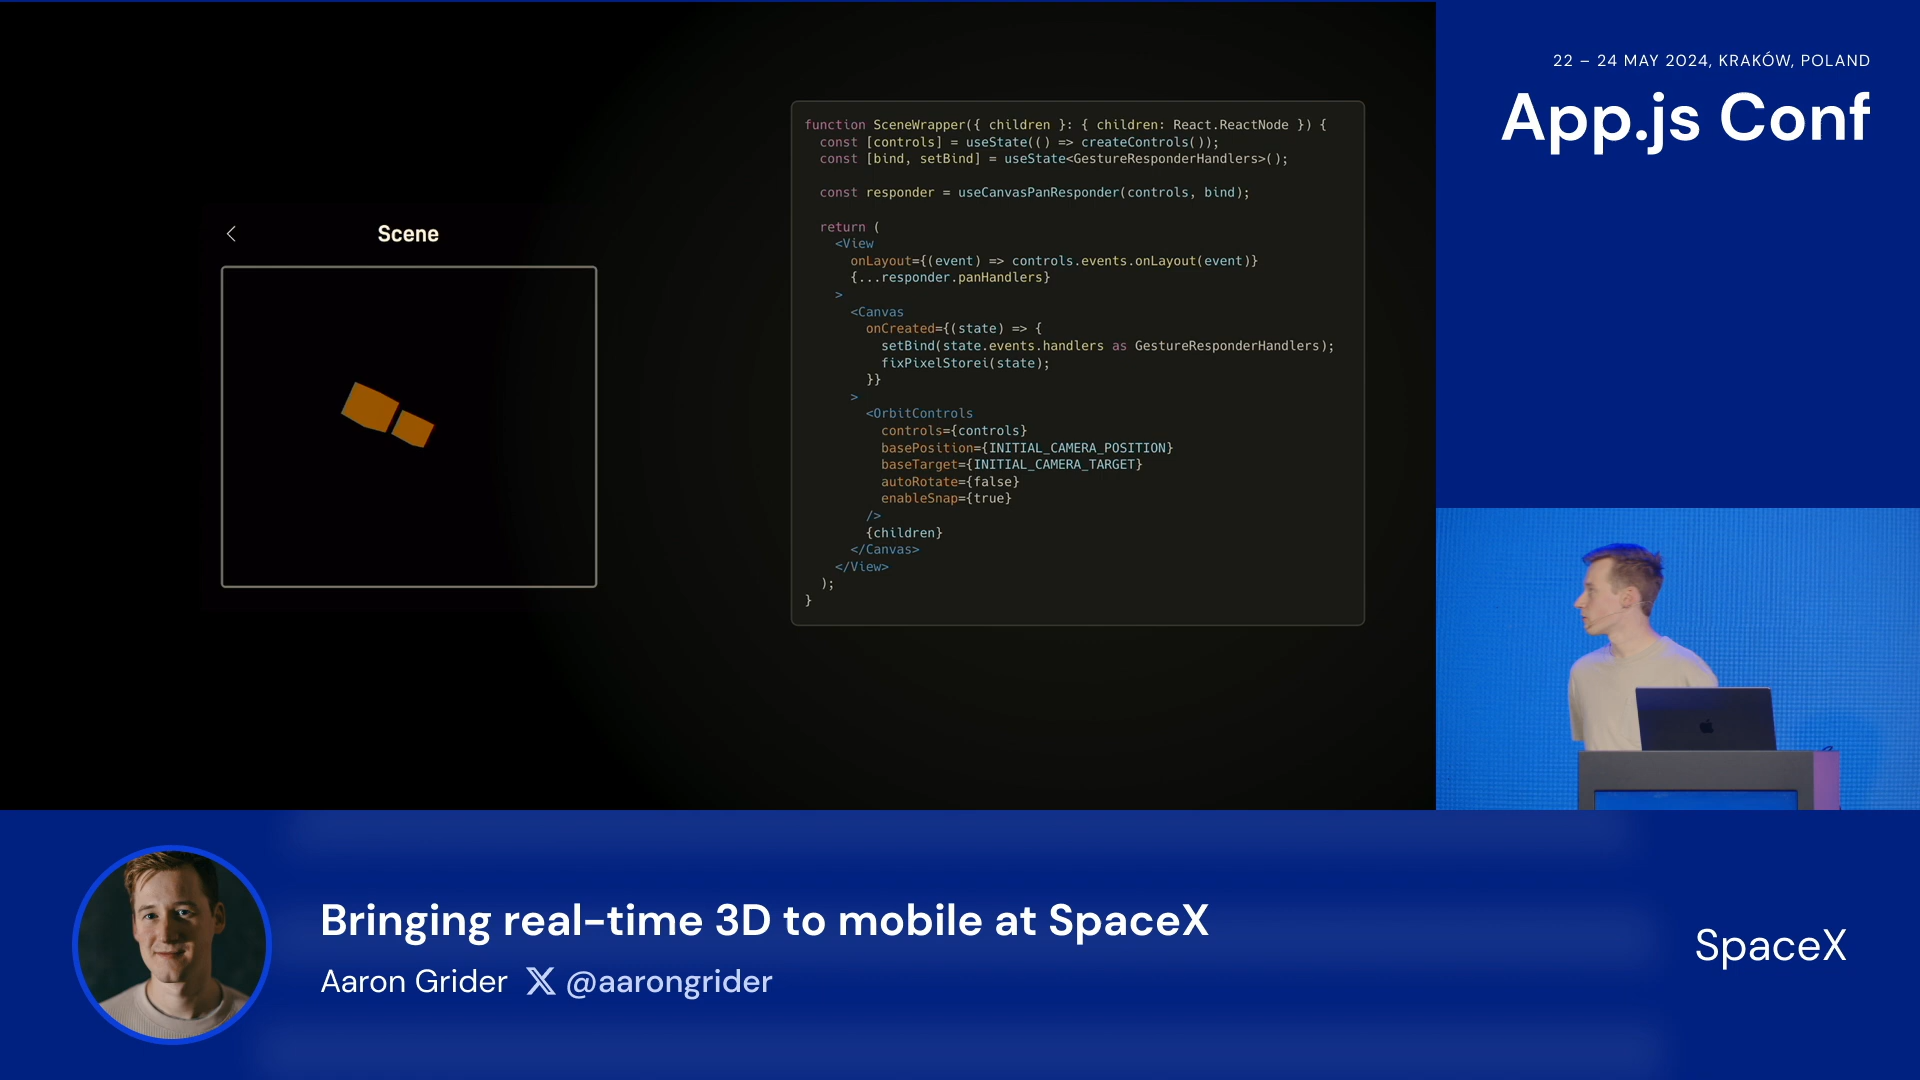 22 – 24 MAY 2024, KRAKÓW, POLAND
App.js Conf
Scene
function SceneWrapper({ children }: { children: React.ReactNode }) {
  const [controls] = useState(() => createControls());
  const [bind, setBind] = useState<GestureResponderHandlers>();

  const responder = useCanvasPanResponder(controls, bind);

  return (
    <View
      onLayout={(event) => controls.events.onLayout(event)}
      {...responder.panHandlers}
    >
      <Canvas
        onCreated={(state) => {
          setBind(state.events.handlers as GestureResponderHandlers);
          fixPixelStorei(state);
        }}
      >
        <OrbitControls
          controls={controls}
          basePosition={INITIAL_CAMERA_POSITION}
          baseTarget={INITIAL_CAMERA_TARGET}
          autoRotate={false}
          enableSnap={true}
        />
        {children}
      </Canvas>
    </View>
  );
}
Bringing real-time 3D to mobile at SpaceX
Aaron Grider X @aarongrider
SpaceX